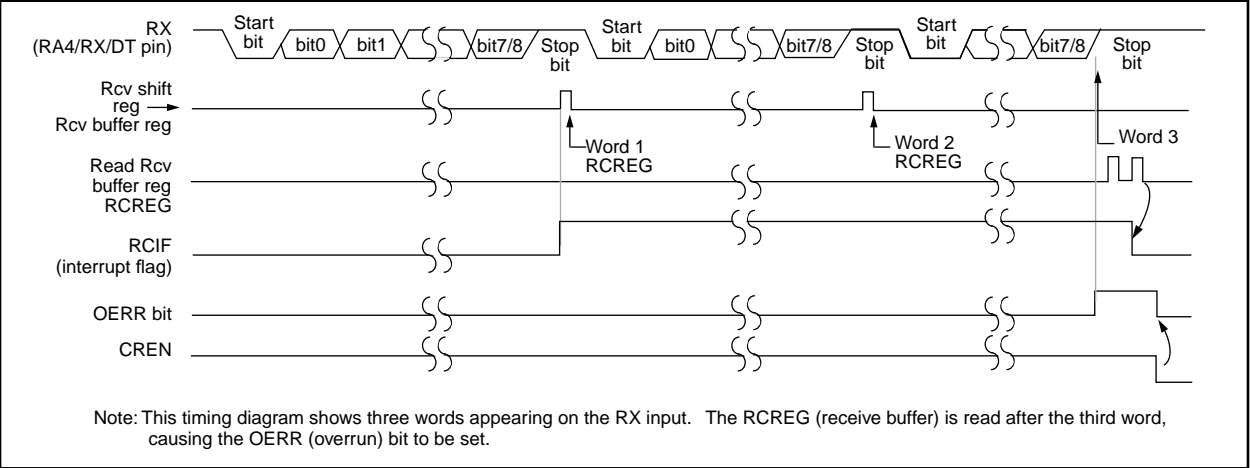 RX
(RA4/RX/DT pin)
Start
bit
bit0
bit1
bit7/8
Stop
bit
Start
bit
bit0
bit7/8
Stop
bit
Start
bit
bit7/8
Stop
bit
Rcv shift
reg
Rcv buffer reg
Word 1
RCREG
Word 2
RCREG
Word 3
Read Rcv
buffer reg
RCREG
RCIF
(interrupt flag)
OERR bit
CREN
Note: This timing diagram shows three words appearing on the RX input. The RCREG (receive buffer) is read after the third word,
causing the OERR (overrun) bit to be set.